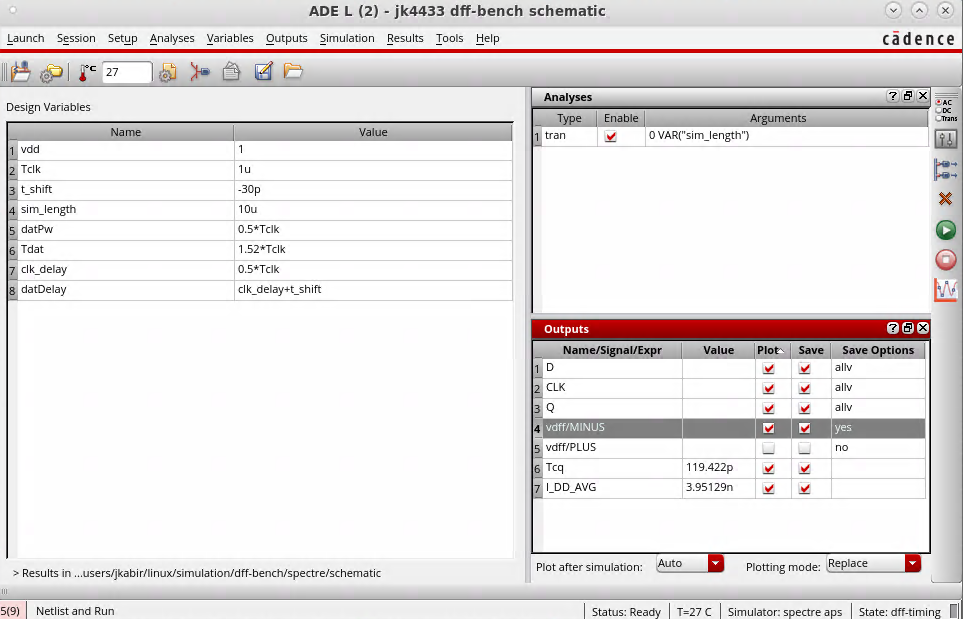 ADE L (2) - jk4433 dff-bench schematic
Launch Session Setup Analyses Variables Outputs Simulation Results Tools Help
cādence
°C 27
Design Variables
Name Value
1 vdd 1
2 Tclk 1u
3 t_shift -30p
4 sim_length 10u
5 datPw 0.5*Tclk
6 Tdat 1.52*Tclk
7 clk_delay 0.5*Tclk
8 datDelay clk_delay+t_shift
> Results in ...users/jkabir/linux/simulation/dff-bench/spectre/schematic
Analyses
Type Enable Arguments
1 tran 0 VAR("sim_length")
AC
DC
Trans
Outputs
Name/Signal/Expr Value Plot Save Save Options
1 D allv
2 CLK allv
3 Q allv
4 vdff/MINUS yes
5 vdff/PLUS no
6 Tcq 119.422p
7 I_DD_AVG 3.95129n
Plot after simulation: Auto Plotting mode: Replace
5(9) Netlist and Run Status: Ready T=27 C Simulator: spectre aps State: dff-timing